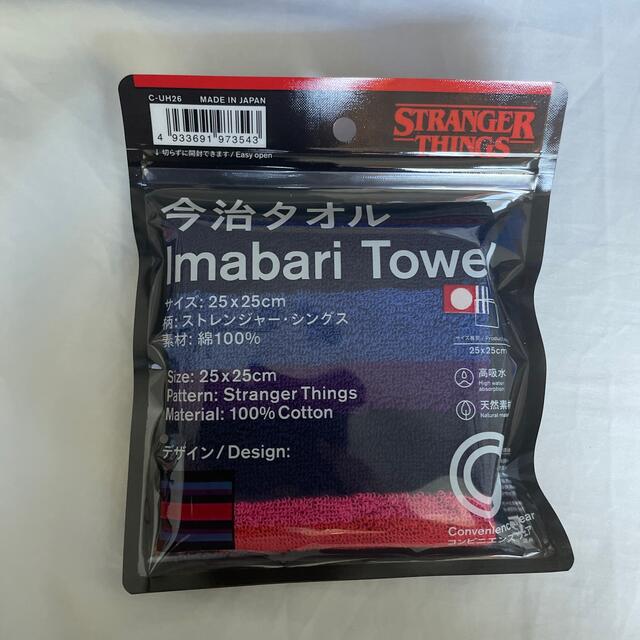 C-UH26 MADE IN JAPAN
4 933691 973543
↓切らずに開封できます/Easy open
STRANGER
THINGS
今治タオル
Imabari Towe
サイズ: 25x25cm
柄: ストレンジャー・シングス
素材: 綿100%
Size: 25x25cm
Pattern: Stranger Things
Material: 100% Cotton
デザイン/Design:
25x25cm
高吸水
High water
absorption
天然素材
Natural mate
Convenience Wear
コンビニエンスウェア